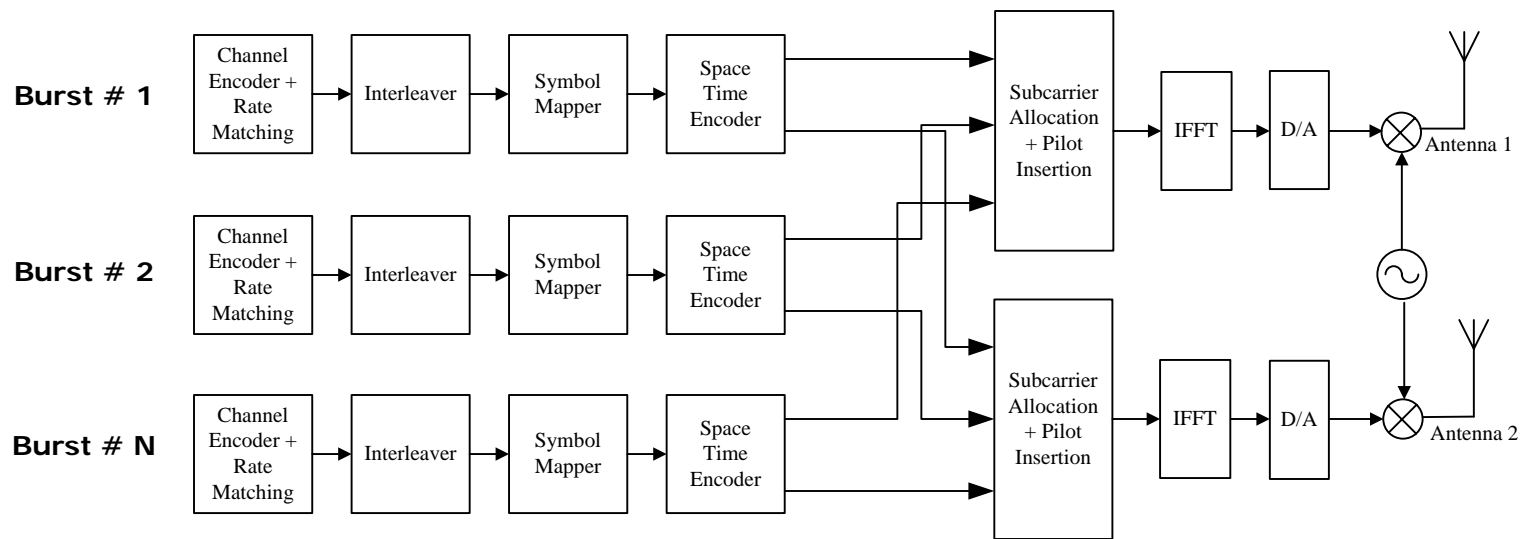 Burst # 1
Channel
Encoder +
Rate
Matching
Interleaver
Symbol
Mapper
Space
Time
Encoder
Subcarrier
Allocation
+ Pilot
Insertion
IFFT
D/A
Antenna 1
Burst # 2
Channel
Encoder +
Rate
Matching
Interleaver
Symbol
Mapper
Space
Time
Encoder
Burst # N
Channel
Encoder +
Rate
Matching
Interleaver
Symbol
Mapper
Space
Time
Encoder
Subcarrier
Allocation
+ Pilot
Insertion
IFFT
D/A
Antenna 2